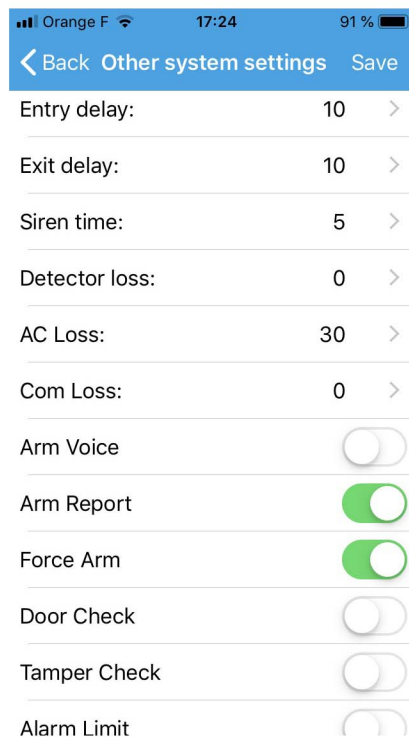 Orange F 17:24 91 %
Back Other system settings Save
Entry delay: 10
Exit delay: 10
Siren time: 5
Detector loss: 0
AC Loss: 30
Com Loss: 0
Arm Voice
Arm Report
Force Arm
Door Check
Tamper Check
Alarm Limit